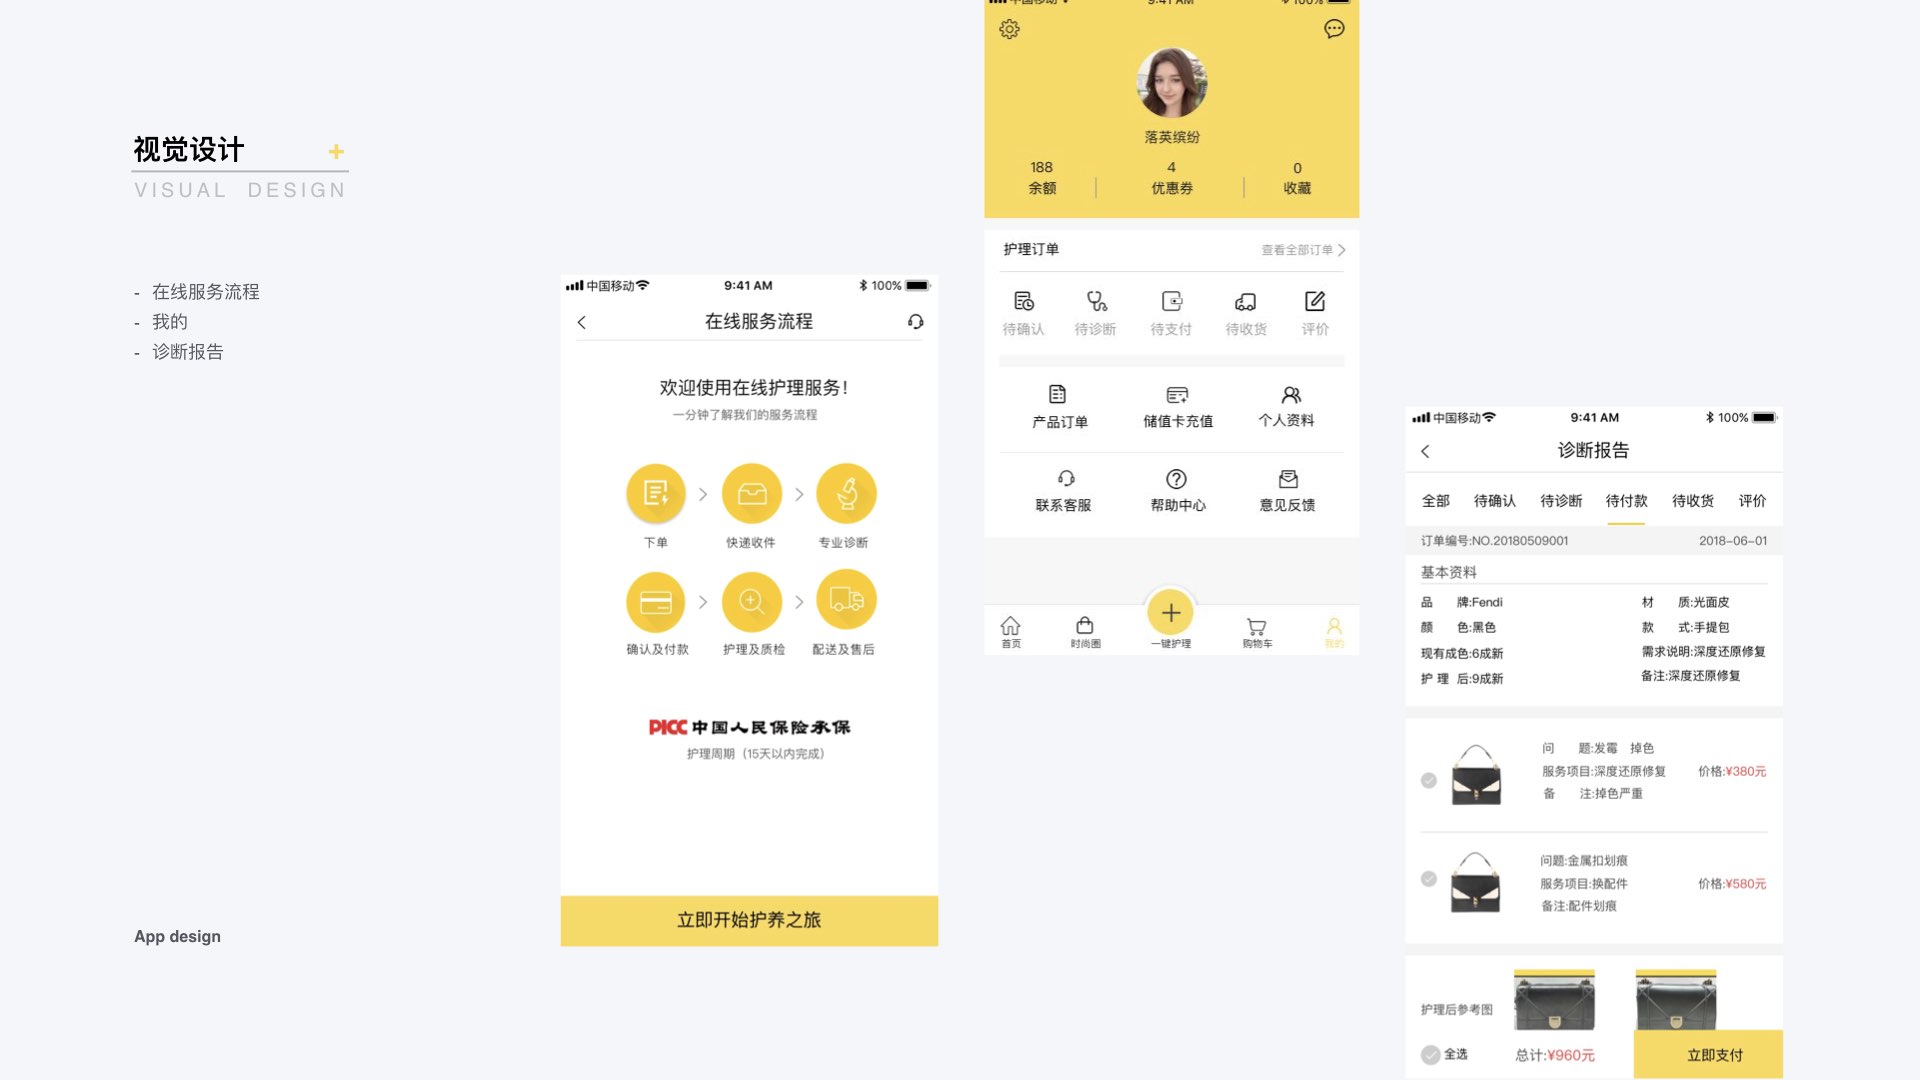 视觉设计
+
VISUAL DESIGN
- 在线服务流程
- 我的
- 诊断报告
App design
中国移动 9:41 AM 100%
在线服务流程
欢迎使用在线护理服务！
一分钟了解我们的服务流程
下单 快递收件 专业诊断
确认及付款 护理及质检 配送及售后
PICC 中国人民保险承保
护理周期（15天以内完成）
立即开始护养之旅
中国移动 9:41 AM 100%
落英缤纷
188 4 0
余额 优惠券 收藏
护理订单 查看全部订单
待确认 待诊断 待支付 待收货 评价
产品订单 储值卡充值 个人资料
联系客服 帮助中心 意见反馈
首页 时尚圈 一键护理 购物车 我的
中国移动 9:41 AM 100%
诊断报告
全部 待确认 待诊断 待付款 待收货 评价
订单编号:NO.20180509001 2018-06-01
基本资料
品 牌:Fendi 材 质:光面皮
颜 色:黑色 款 式:手提包
现有成色:6成新 需求说明:深度还原修复
护 理 后:9成新 备注:深度还原修复
问 题:发霉 掉色
服务项目:深度还原修复 价格:¥380元
备 注:掉色严重
问题:金属扣划痕
服务项目:换配件 价格:¥580元
备注:配件划痕
护理后参考图
全选 总计:¥960元 立即支付